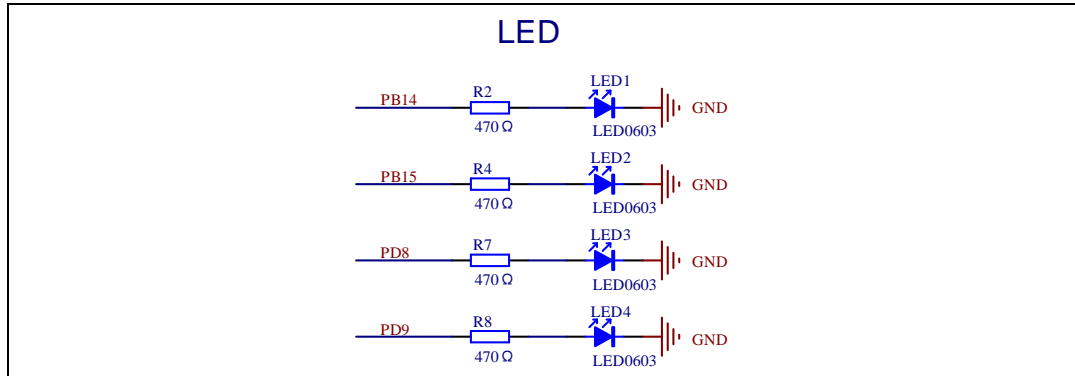 LED
R2
LED1
PB14
GND
470Ω
LED0603
R4
LED2
PB15
GND
470Ω
LED0603
R7
LED3
PD8
GND
470Ω
LED0603
R8
LED4
PD9
GND
470Ω
LED0603